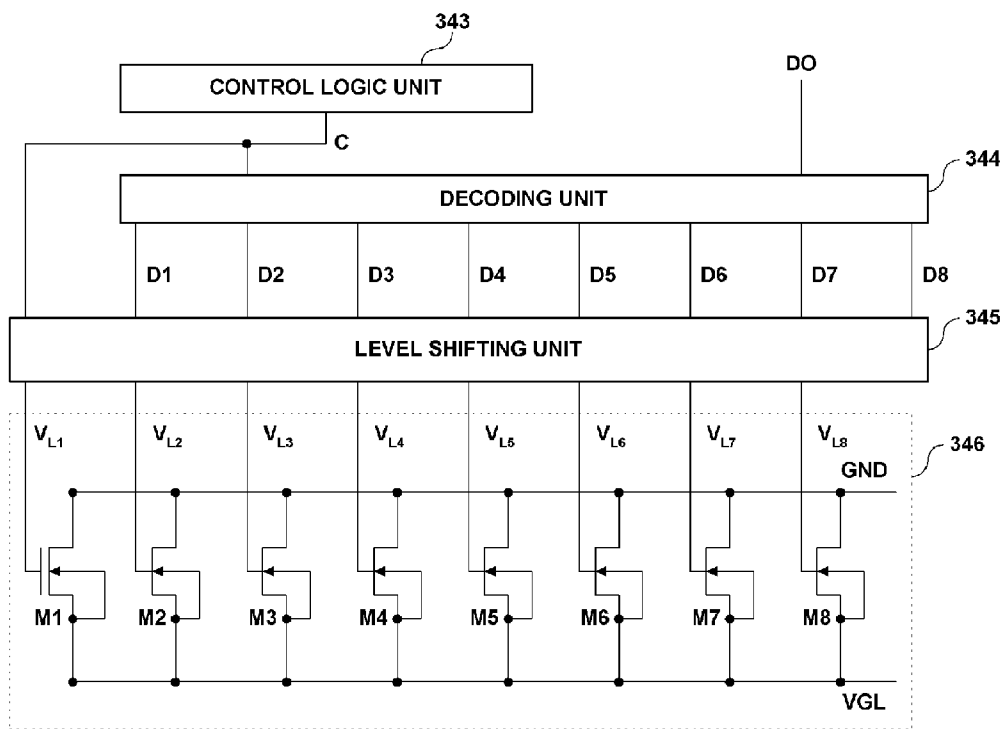 343
CONTROL LOGIC UNIT
DO
C
344
DECODING UNIT
D1 D2 D3 D4 D5 D6 D7 D8
345
LEVEL SHIFTING UNIT
VL1 VL2 VL3 VL4 VL5 VL6 VL7 VL8
346
GND
M1 M2 M3 M4 M5 M6 M7 M8
VGL